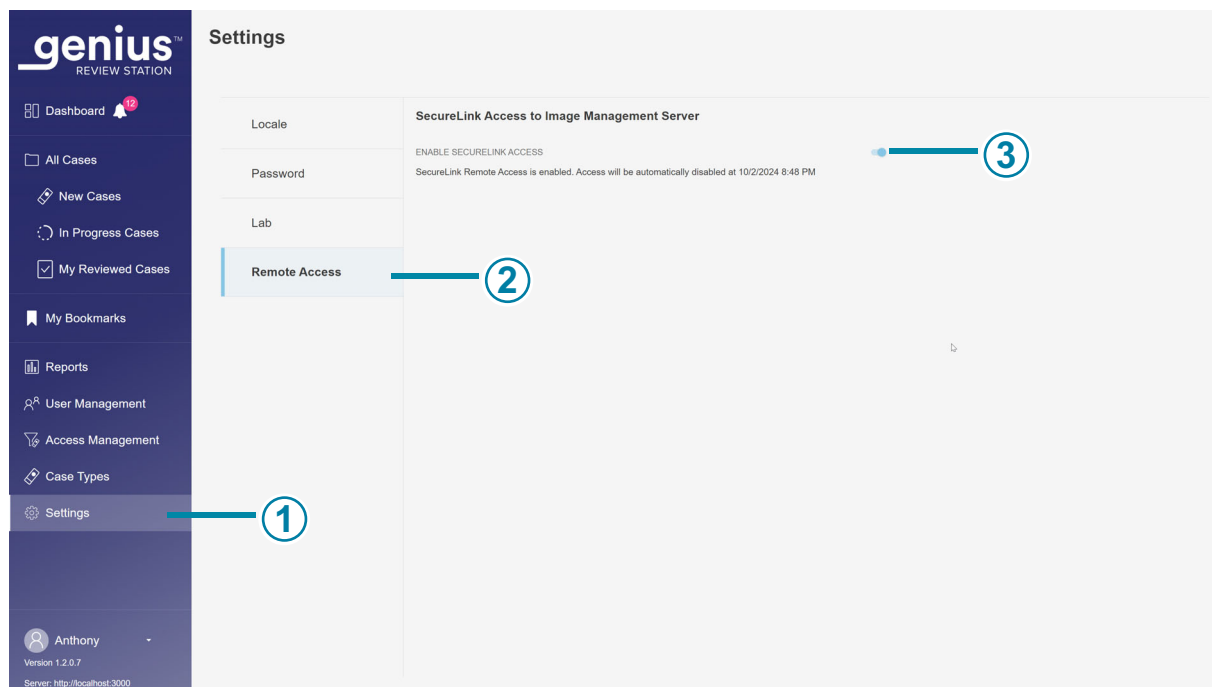 genius™
REVIEW STATION
Dashboard 12
All Cases
New Cases
In Progress Cases
My Reviewed Cases
My Bookmarks
Reports
User Management
Access Management
Case Types
Settings
Anthony
Version 1.2.0.7
Server: http://localhost:3000
Settings
Locale
Password
Lab
Remote Access
SecureLink Access to Image Management Server
ENABLE SECURELINK ACCESS
SecureLink Remote Access is enabled. Access will be automatically disabled at 10/2/2024 8:48 PM
1
2
3